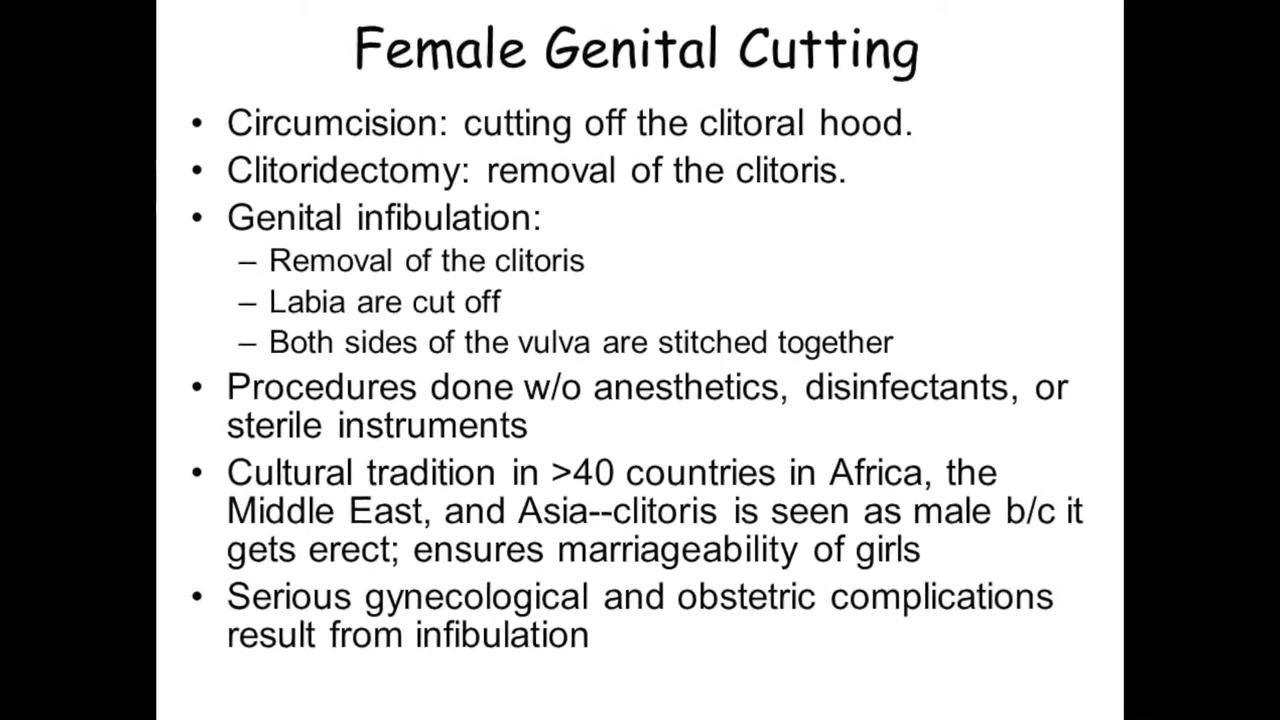 Female Genital Cutting
• Circumcision: cutting off the clitoral hood.
• Clitoridectomy: removal of the clitoris.
• Genital infibulation:
– Removal of the clitoris
– Labia are cut off
– Both sides of the vulva are stitched together
• Procedures done w/o anesthetics, disinfectants, or
sterile instruments
• Cultural tradition in >40 countries in Africa, the
Middle East, and Asia--clitoris is seen as male b/c it
gets erect; ensures marriageability of girls
• Serious gynecological and obstetric complications
result from infibulation